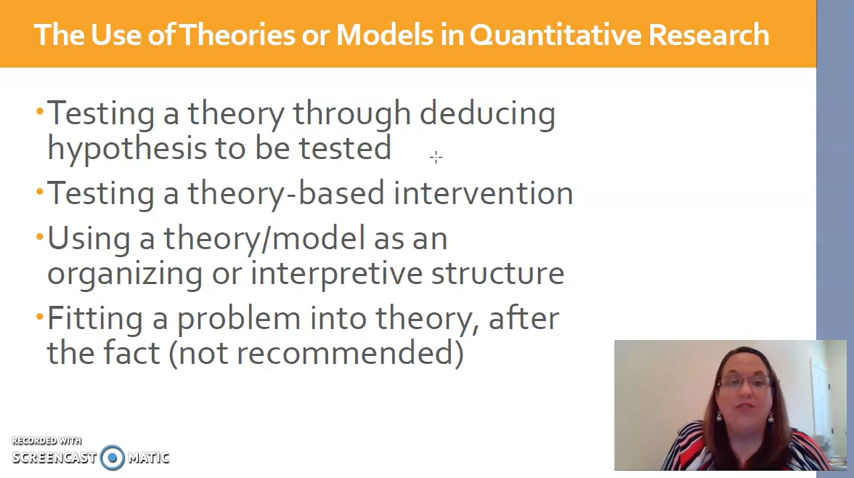 The Use of Theories or Models in Quantitative Research
•Testing a theory through deducing
hypothesis to be tested
•Testing a theory-based intervention
•Using a theory/model as an
organizing or interpretive structure
•Fitting a problem into theory, after
the fact (not recommended)
RECORDED WITH
SCREENCAST MATIC